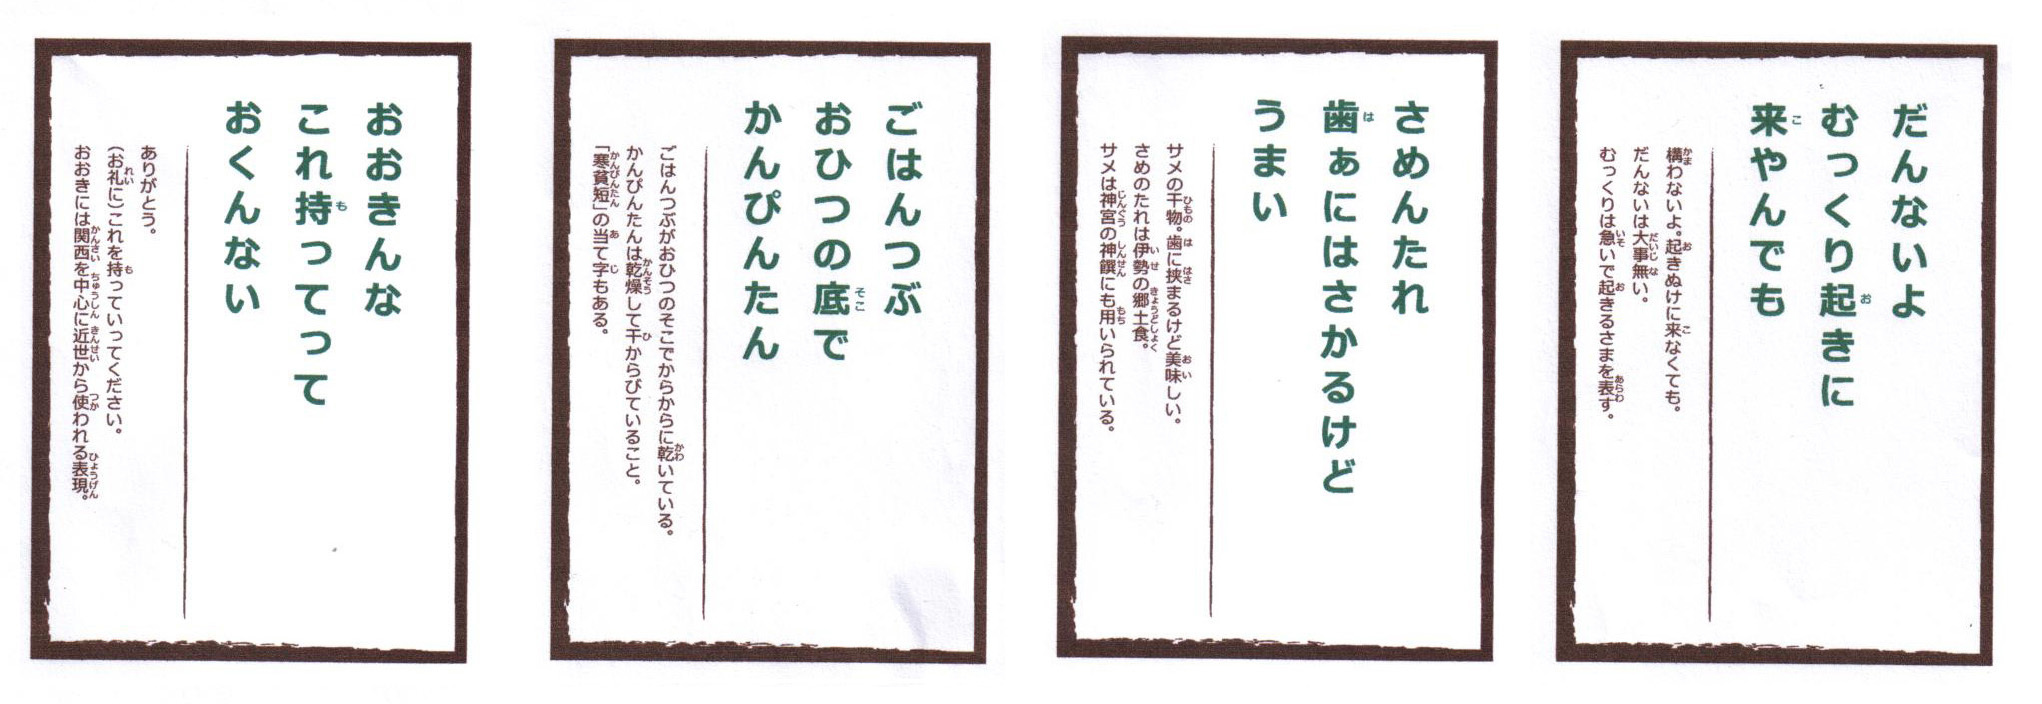 おおきんな
これ持ってって
おくんない
ありがとう。
(お礼に)これを持っていってください。
おおきには関西を中心に近世から使われる表現。
ごはんつぶ
おひつの底で
かんぴんたん
ごはんつぶがおひつのそこでからからに乾いている。
かんぴんたんは乾燥して干からびていること。
「寒貧短」の当て字もある。
さめんたれ
歯ぁにはさかるけど
うまい
サメの干物。歯に挟まるけど美味しい。
さめのたれは伊勢の郷土食。
サメは神宮の神饌にも用いられている。
だんないよ
むっくり起きに
来やんでも
構わないよ。起きぬけに来なくても。
だんないは大事無い。
むっくりは急いで起きるさまを表す。